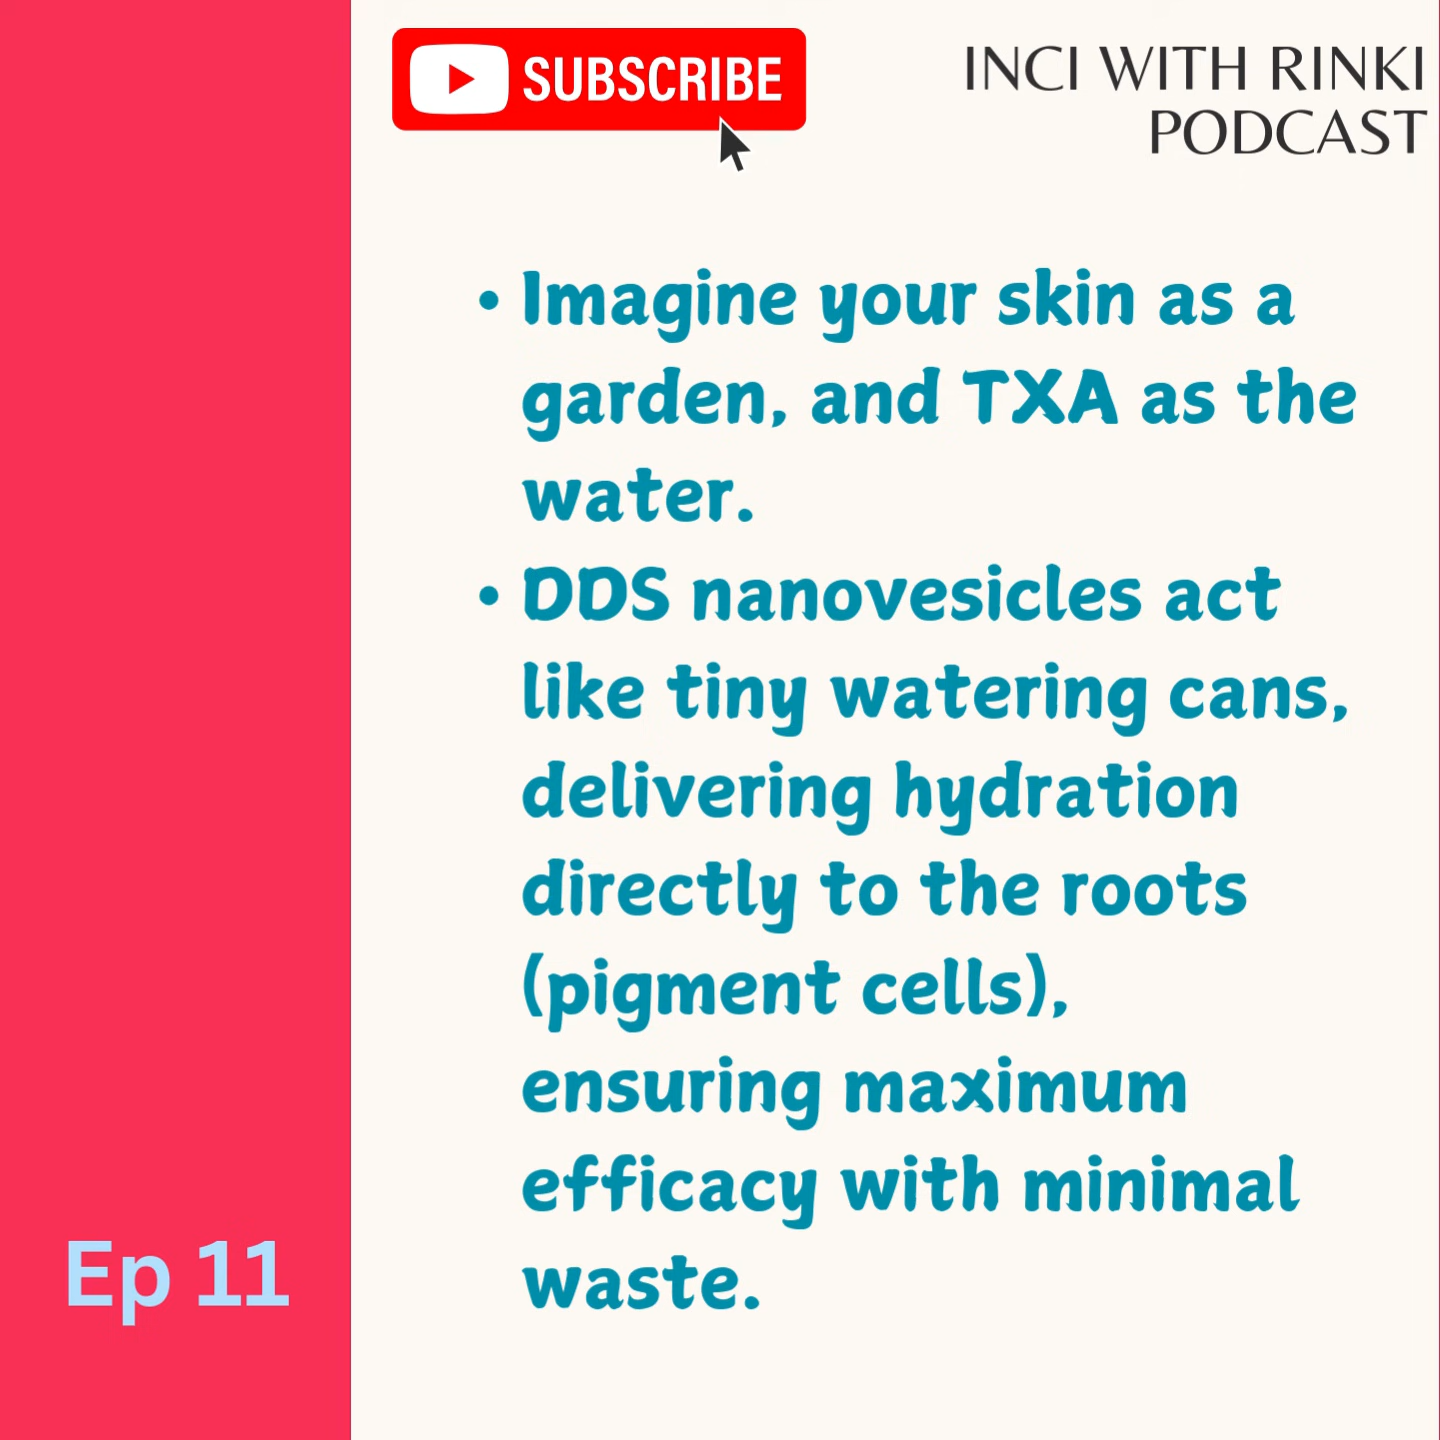 SUBSCRIBE
INCI WITH RINKI
PODCAST
• Imagine your skin as a
garden, and TXA as the
water.
• DDS nanovesicles act
like tiny watering cans,
delivering hydration
directly to the roots
(pigment cells),
ensuring maximum
efficacy with minimal
waste.
Ep 11